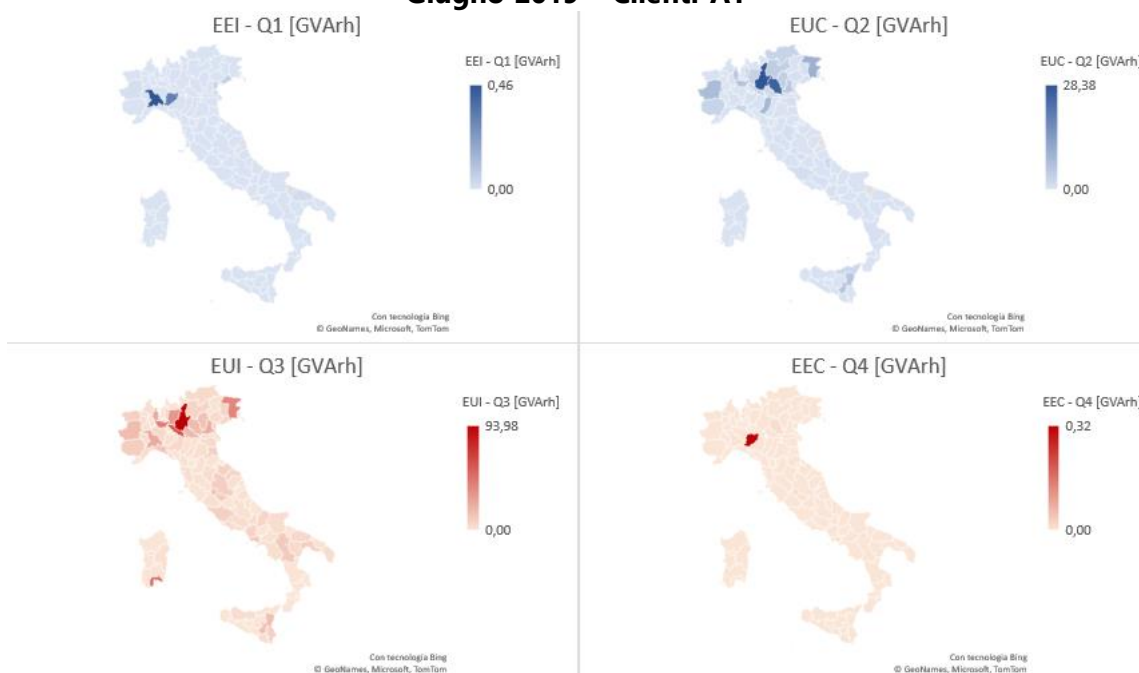 EEI - Q1 [GVArh]
EEI - Q1 [GVArh]
0,46
0,00
Con tecnologia Bing
© GeoNames, Microsoft, TomTom
EUC - Q2 [GVArh]
EUC - Q2 [GVArh]
28,38
0,00
Con tecnologia Bing
© GeoNames, Microsoft, TomTom
EUI - Q3 [GVArh]
EUI - Q3 [GVArh]
93,98
0,00
Con tecnologia Bing
© GeoNames, Microsoft, TomTom
EEC - Q4 [GVArh]
EEC - Q4 [GVArh]
0,32
0,00
Con tecnologia Bing
© GeoNames, Microsoft, TomTom